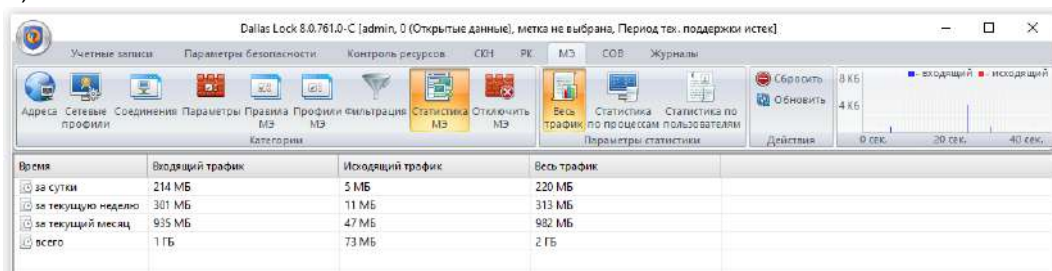 Dallas Lock 8.0.761.0-C [admin, 0 (Открытые данные), метка не выбрана, Период тех. поддержки истек]
Учетные записи Параметры безопасности Контроль ресурсов СКН РК МЭ СОВ Журналы
Адреса Сетевые профили Соединения Параметры Правила МЭ Профили МЭ Фильтрация Статистика МЭ Отключить МЭ
Категории
Весь трафик Статистика по процессам Статистика по пользователям
Параметры статистики
Сбросить
Обновить
Действия
8 Кб входящий исходящий
4 Кб
0 сек. 20 сек. 40 сек.
Время Входящий трафик Исходящий трафик Весь трафик
за сутки 214 МБ 5 МБ 220 МБ
за текущую неделю 301 МБ 11 МБ 313 МБ
за текущий месяц 935 МБ 47 МБ 982 МБ
всего 1 ГБ 73 МБ 2 ГБ